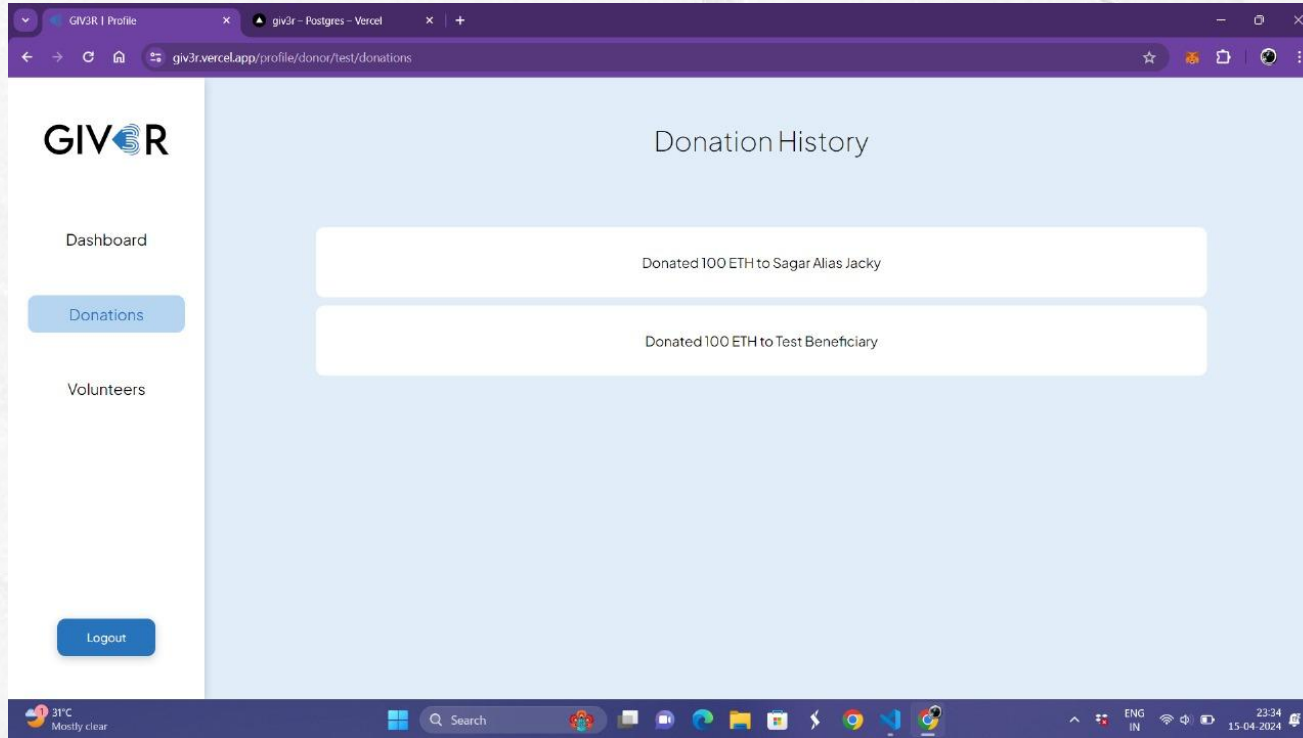 GIV3R | Profile
giv3r – Postgres – Vercel
giv3r.vercel.app/profile/donor/test/donations
GIV3R
Donation History
Dashboard
Donated 100 ETH to Sagar Alias Jacky
Donations
Donated 100 ETH to Test Beneficiary
Volunteers
Logout
1
31°C
Mostly clear
Search
ENG
IN
23:34
15-04-2024